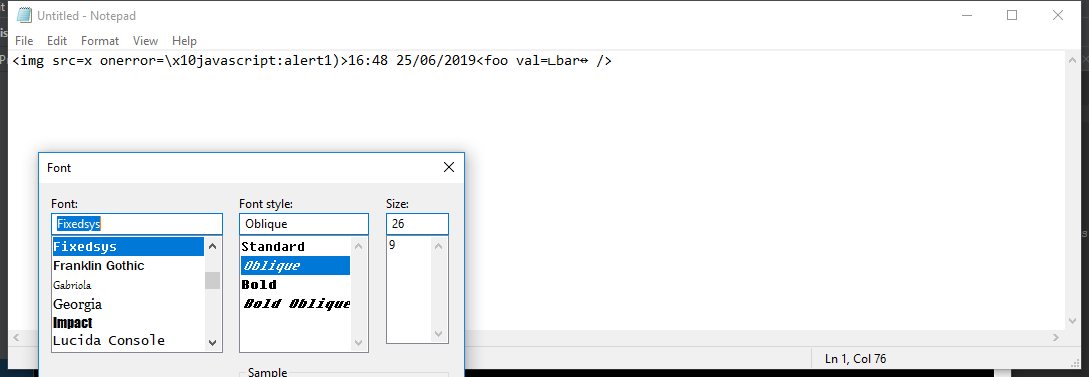 Untitled - Notepad
File Edit Format View Help
<img src=x onerror=\x10javascript:alert1)>16:48 25/06/2019<foo val=∟bar↔ />
Font
Font: Font style: Size:
Fixedsys Oblique 26
Fixedsys Standard 9
Franklin Gothic Oblique
Gabriola Bold
Georgia Bold Oblique
Impact
Lucida Console
Sample
Ln 1, Col 76